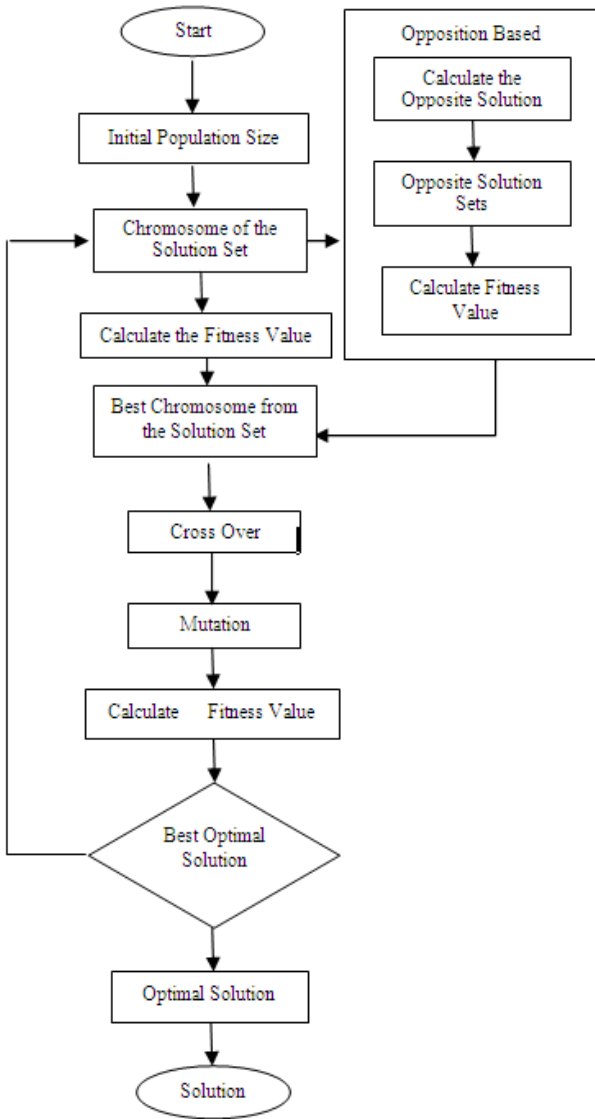 Start
Initial Population Size
Chromosome of the
Solution Set
Calculate the Fitness Value
Best Chromosome from
the Solution Set
Cross Over
Mutation
Calculate Fitness Value
Best Optimal
Solution
Optimal Solution
Solution
Opposition Based
Calculate the
Opposite Solution
Opposite Solution
Sets
Calculate Fitness
Value